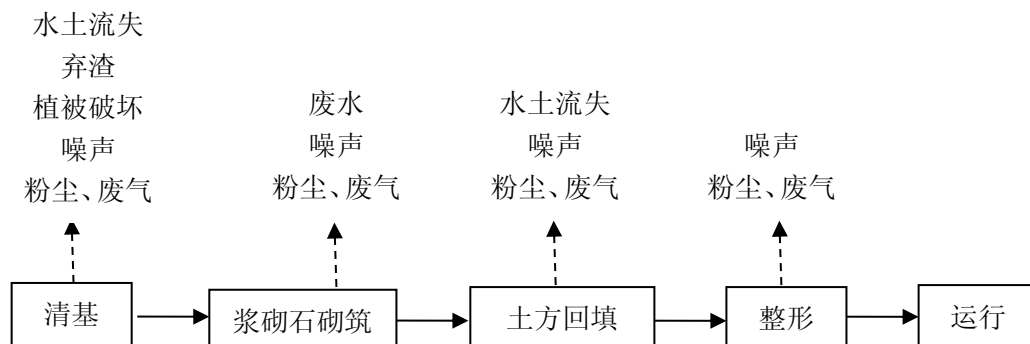 水土流失
弃渣
植被破坏
噪声
粉尘、废气
废水
噪声
粉尘、废气
水土流失
噪声
粉尘、废气
噪声
粉尘、废气
清基
浆砌石砌筑
土方回填
整形
运行